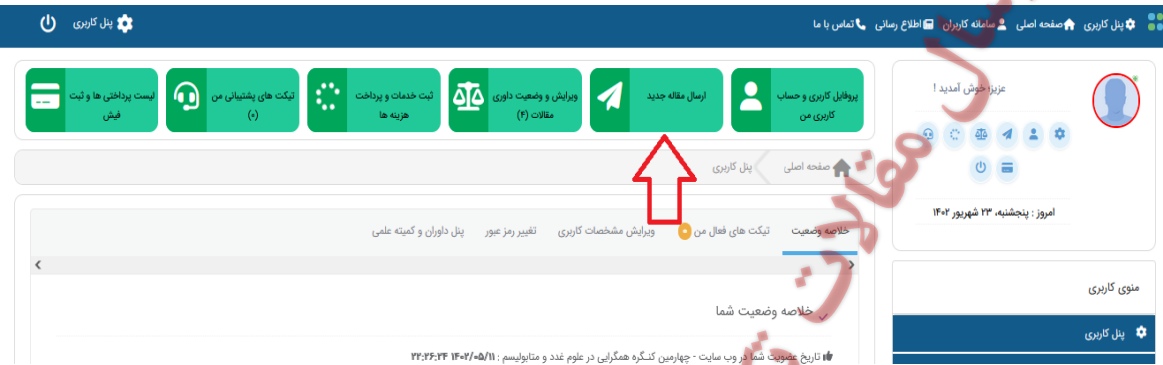 پنل کاربری
صفحه اصلی
سامانه کاربران
اطلاع رسانی
تماس با ما
پنل کاربری
عزیز؛ خوش آمدید !
امروز : پنجشنبه، ۲۳ شهریور ۱۴۰۲
منوی کاربری
پنل کاربری
پروفایل کاربری و حساب
کاربری من
ارسال مقاله جدید
ویرایش و وضعیت داوری
مقالات (۴)
ثبت خدمات و پرداخت
هزینه ها
تیکت های پشتیبانی من
(۰)
لیست پرداختی ها و ثبت
فیش
صفحه اصلی
پنل کاربری
خلاصه وضعیت
تیکت های فعال من ۰
ویرایش مشخصات کاربری
تغییر رمز عبور
پنل داوران و کمیته علمی
خلاصه وضعیت شما
تاریخ عضویت شما در وب سایت - چهارمین کنگره همگرایی در علوم غدد و متابولیسم : ۱۴۰۲/۰۵/۱۱ ۲۲:۲۶:۲۴
مقالات